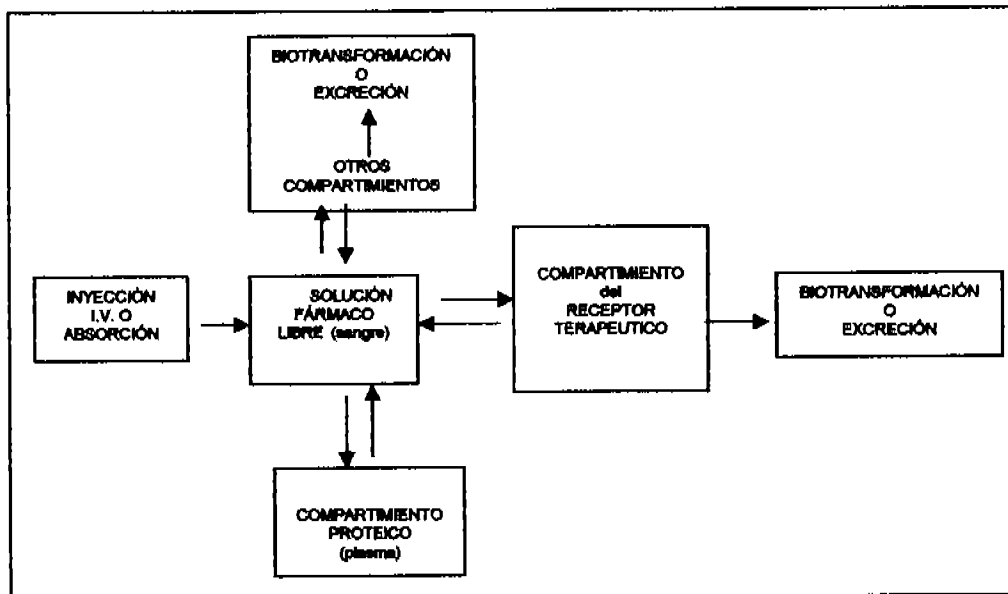 BIOTRANSFORMACIÓN
O
EXCRECIÓN
OTROS
COMPARTIMIENTOS
INYECCIÓN
I.V. O
ABSORCIÓN
SOLUCIÓN
FÁRMACO
LIBRE (sangre)
COMPARTIMIENTO
del
RECEPTOR
TERAPEUTICO
BIOTRANSFORMACIÓN
O
EXCRECIÓN
COMPARTIMIENTO
PROTEICO
(plasma)